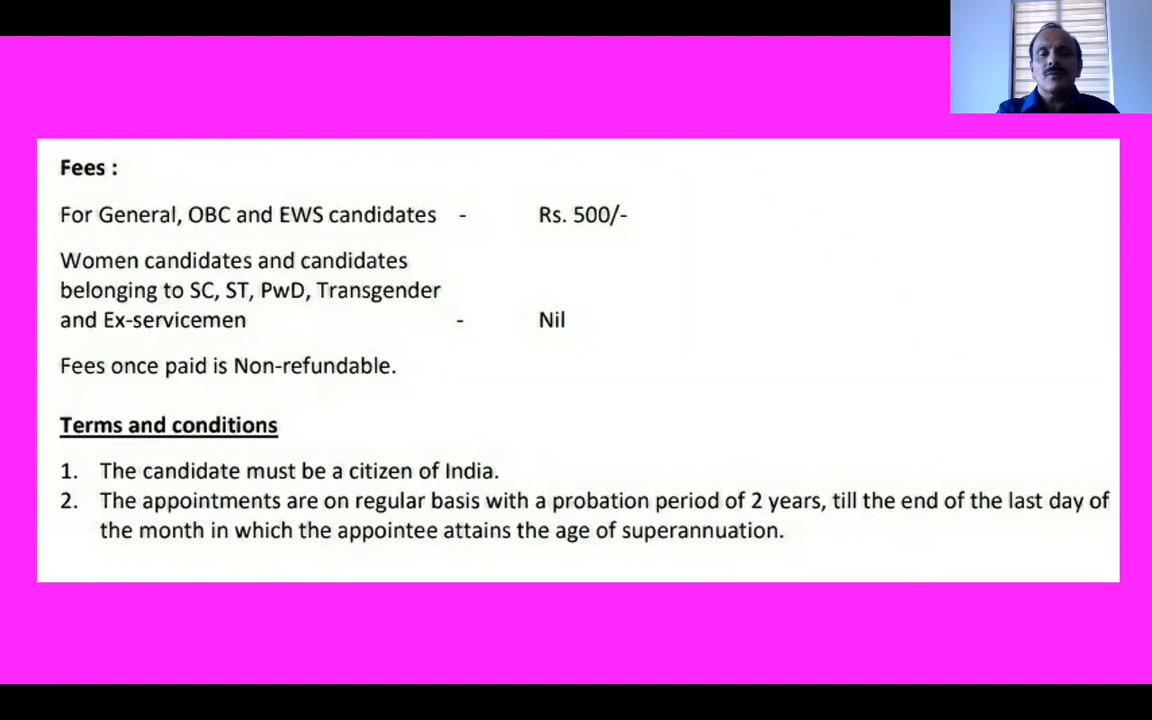 Fees :
For General, OBC and EWS candidates - Rs. 500/-
Women candidates and candidates
belonging to SC, ST, PwD, Transgender
and Ex-servicemen - Nil
Fees once paid is Non-refundable.
Terms and conditions
1. The candidate must be a citizen of India.
2. The appointments are on regular basis with a probation period of 2 years, till the end of the last day of
the month in which the appointee attains the age of superannuation.